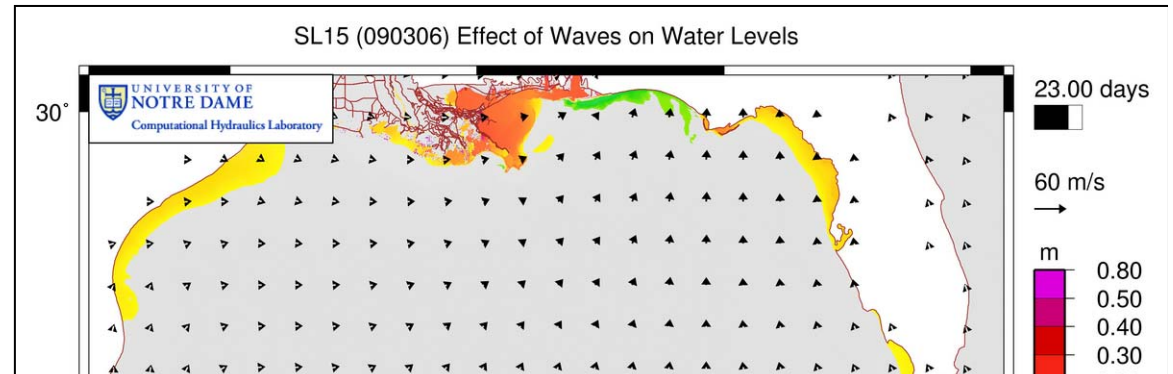 SL15 (090306) Effect of Waves on Water Levels
UNIVERSITY OF
NOTRE DAME
Computational Hydraulics Laboratory
30°
23.00 days
60 m/s
m
0.80
0.50
0.40
0.30